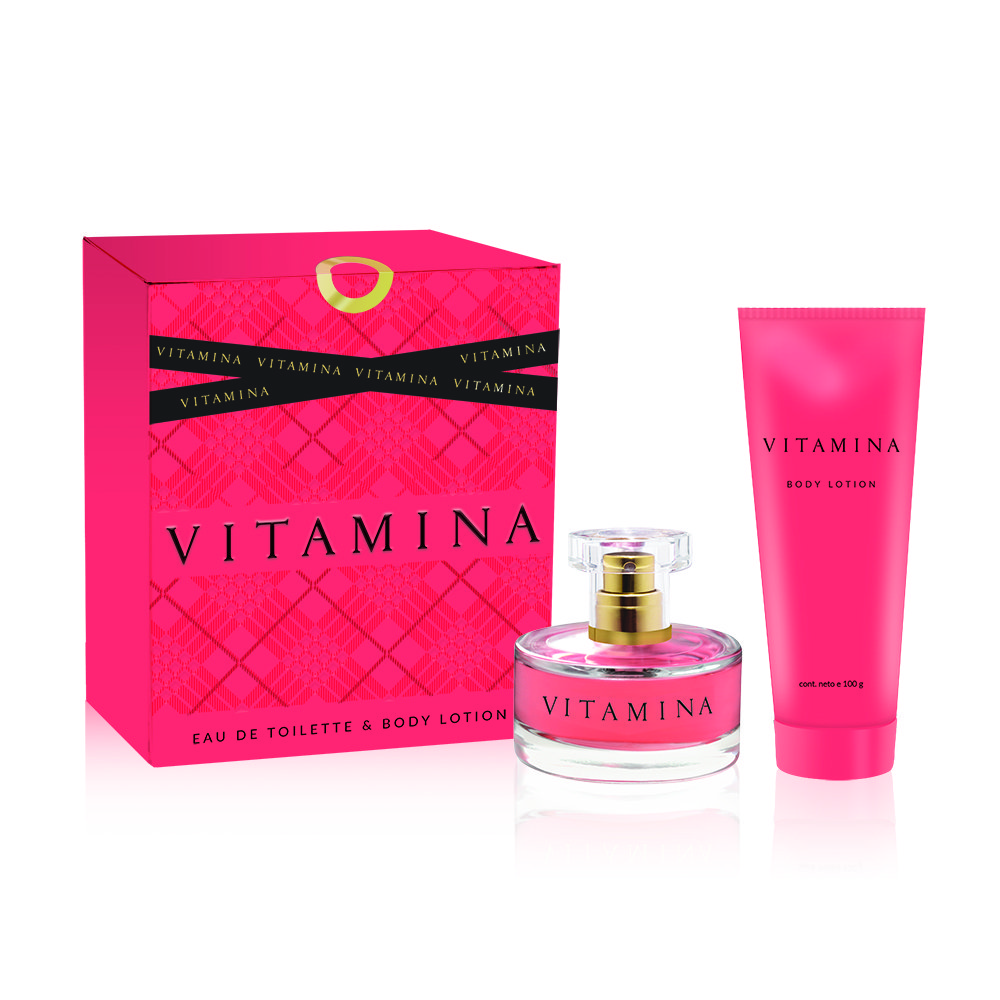 VITAMINA VITAMINA VITAMINA VITAMINA
VITAMINA VITAMINA
VITAMINA
EAU DE TOILETTE & BODY LOTION
VITAMINA
VITAMINA
BODY LOTION
cont. neto e 100 g